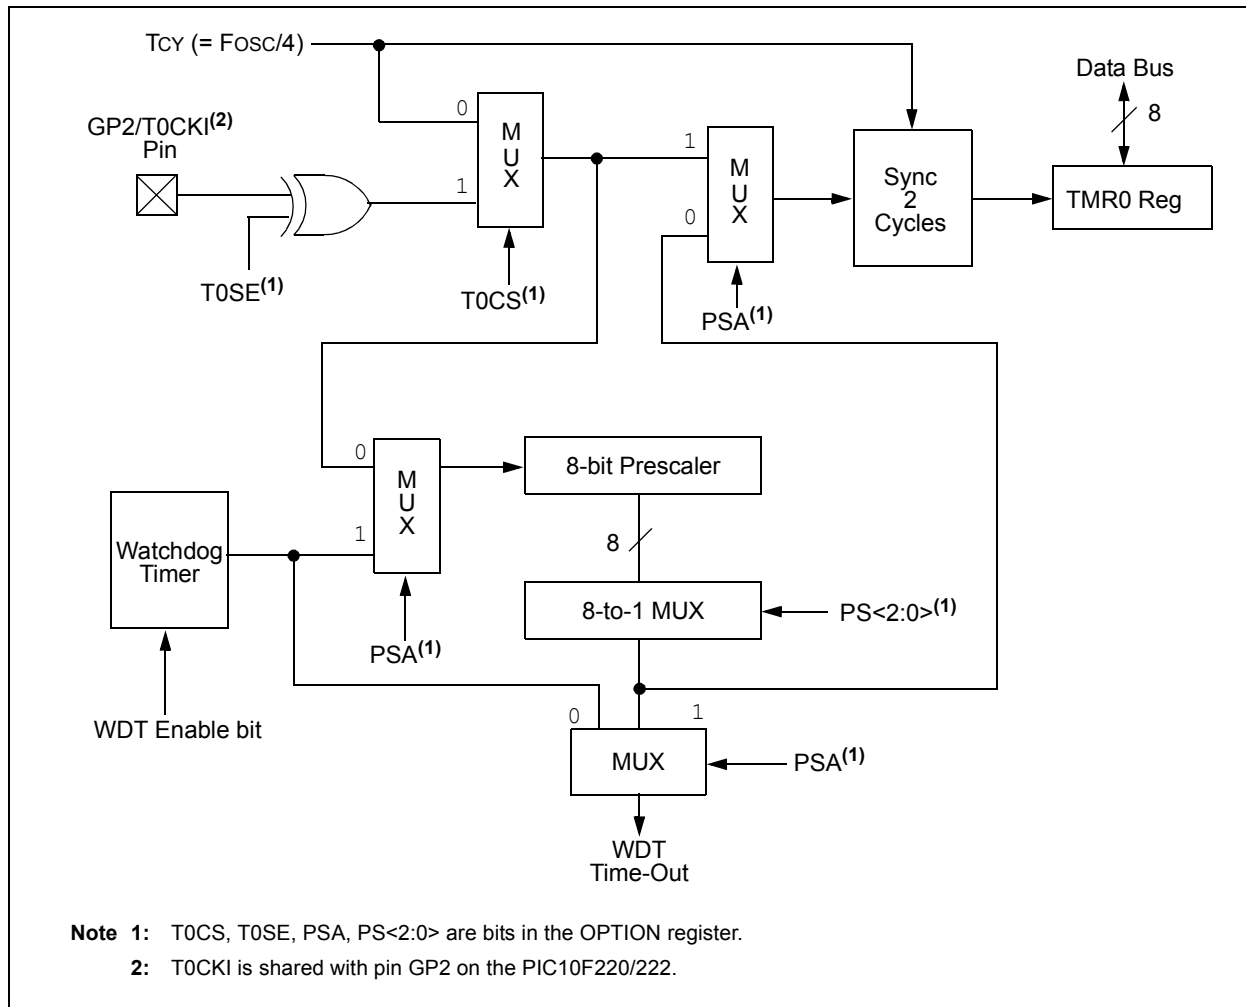 TCY (= FOSC/4)
Data Bus
8
GP2/T0CKI(2)
Pin
0
M
U
X
1
1
M
U
X
0
Sync
2
Cycles
TMR0 Reg
T0SE(1)
T0CS(1)
PSA(1)
0
M
U
X
1
8-bit Prescaler
Watchdog
Timer
8
8-to-1 MUX
PS<2:0>(1)
PSA(1)
WDT Enable bit
0
1
MUX
PSA(1)
WDT
Time-Out
Note 1: T0CS, T0SE, PSA, PS<2:0> are bits in the OPTION register.
2: T0CKI is shared with pin GP2 on the PIC10F220/222.